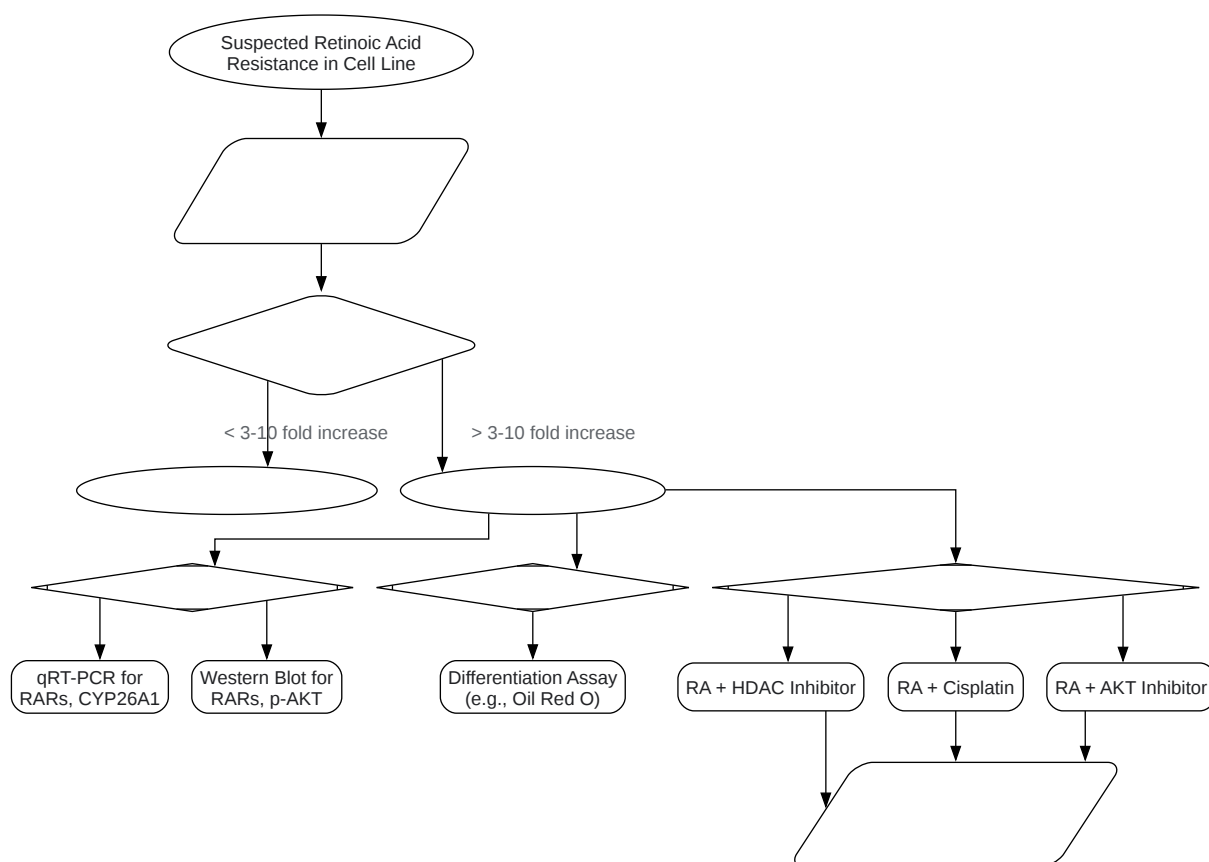 Suspected Retinoic Acid
Resistance in Cell Line
< 3-10 fold increase
> 3-10 fold increase
qRT-PCR for
RARs, CYP26A1
Western Blot for
RARs, p-AKT
Differentiation Assay
(e.g., Oil Red O)
RA + HDAC Inhibitor
RA + Cisplatin
RA + AKT Inhibitor